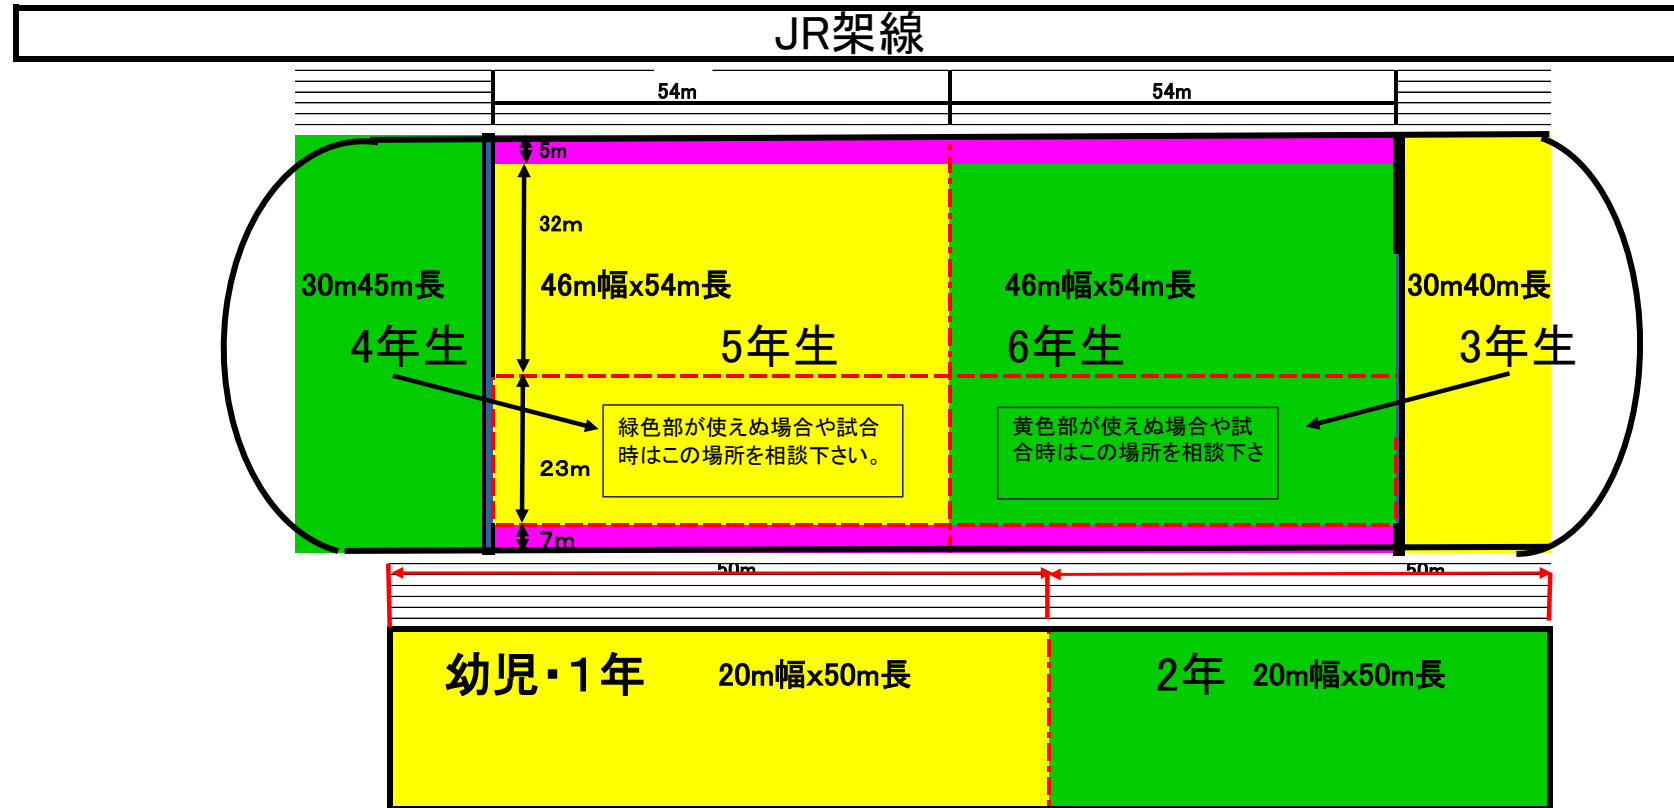 JR架線
54m
54m
5m
32m
30m45m長
46m幅x54m長
46m幅x54m長
30m40m長
4年生
5年生
6年生
3年生
緑色部が使えぬ場合や試合
時はこの場所を相談下さい。
黄色部が使えぬ場合や試
合時はこの場所を相談下さ
23m
7m
50m
50m
幼児・1年
20m幅x50m長
2年
20m幅x50m長